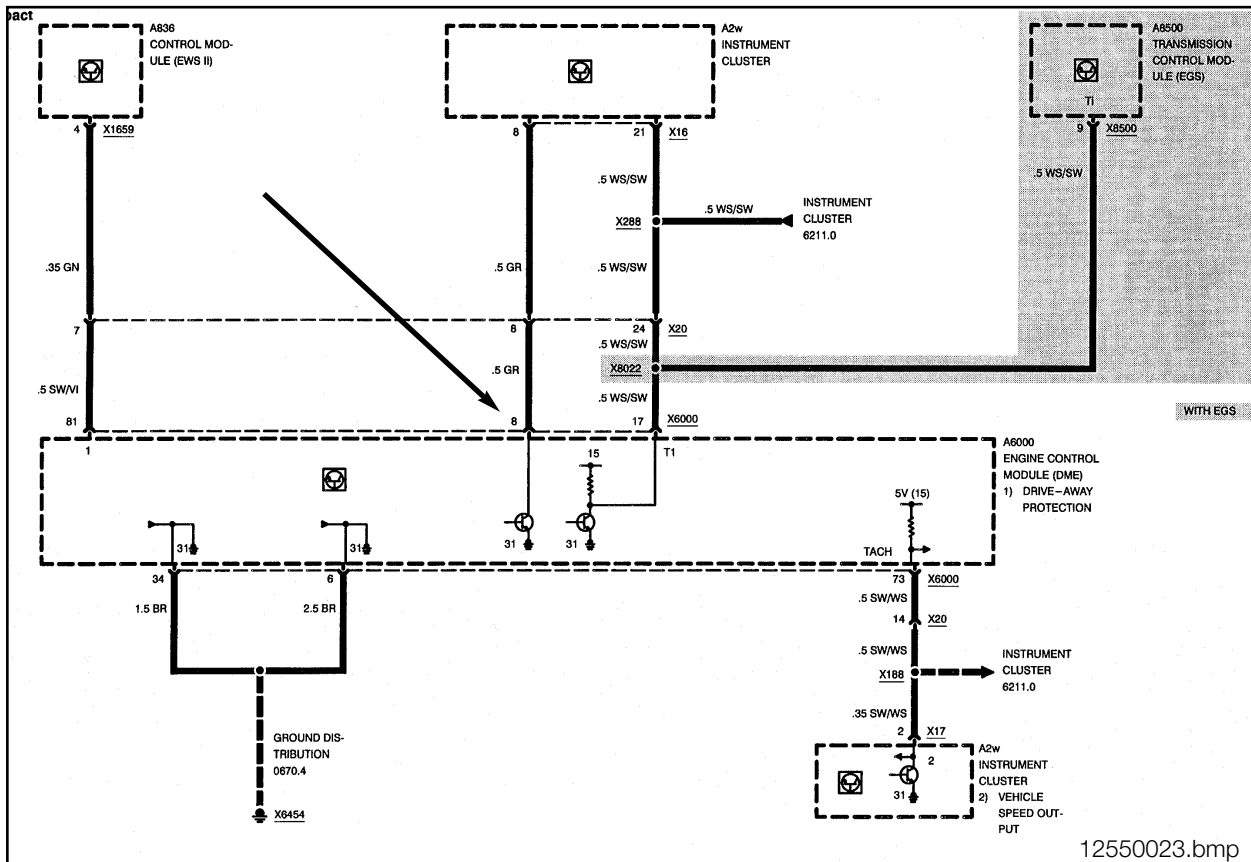 pact
A836
CONTROL MOD-
ULE (EWS II)
A2w
INSTRUMENT
CLUSTER
A8500
TRANSMISSION
CONTROL MOD-
ULE (EGS)
TI
4 X1659
8
21 X16
9 X8500
.5 WS/SW
.5 WS/SW
X288
.5 WS/SW
INSTRUMENT
CLUSTER
6211.0
.35 GN
.5 GR
.5 WS/SW
7
8
24 X20
.5 WS/SW
.5 GR
X8022
.5 SW/VI
.5 WS/SW
WITH EGS
81
8
17 X6000
1
15
T1
A6000
ENGINE CONTROL
MODULE (DME)
1) DRIVE-AWAY
PROTECTION
5V (15)
31
31
31
31
TACH
34
6
73 X6000
1.5 BR
2.5 BR
.5 SW/WS
14 X20
.5 SW/WS
X188
INSTRUMENT
CLUSTER
6211.0
.35 SW/WS
2 X17
GROUND DIS-
TRIBUTION
0670.4
X6454
2
31
A2w
INSTRUMENT
CLUSTER
2) VEHICLE
SPEED OUT-
PUT
12550023.bmp